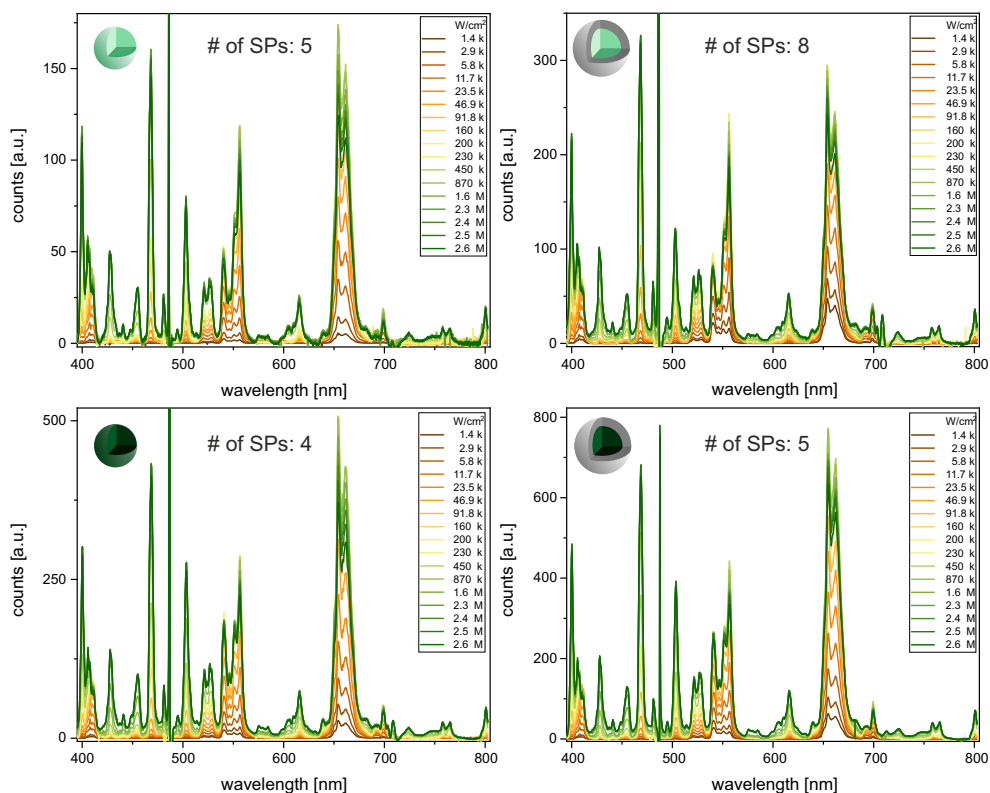 # of SPs: 5
W/cm²
1.4 k
2.9 k
5.8 k
11.7 k
23.5 k
46.9 k
91.8 k
160 k
200 k
230 k
450 k
870 k
1.6 M
2.3 M
2.4 M
2.5 M
2.6 M
counts [a.u.]
150
100
50
0
400 500 600 700 800
wavelength [nm]
# of SPs: 8
W/cm²
1.4 k
2.9 k
5.8 k
11.7 k
23.5 k
46.9 k
91.8 k
160 k
200 k
230 k
450 k
870 k
1.6 M
2.3 M
2.4 M
2.5 M
2.6 M
counts [a.u.]
300
200
100
0
400 500 600 700 800
wavelength [nm]
# of SPs: 4
W/cm²
1.4 k
2.9 k
5.8 k
11.7 k
23.5 k
46.9 k
91.8 k
160 k
200 k
230 k
450 k
870 k
1.6 M
2.3 M
2.4 M
2.5 M
2.6 M
counts [a.u.]
500
250
0
400 500 600 700 800
wavelength [nm]
# of SPs: 5
W/cm²
1.4 k
2.9 k
5.8 k
11.7 k
23.5 k
46.9 k
91.8 k
160 k
200 k
230 k
450 k
870 k
1.6 M
2.3 M
2.4 M
2.5 M
2.6 M
counts [a.u.]
800
600
400
200
0
400 500 600 700 800
wavelength [nm]